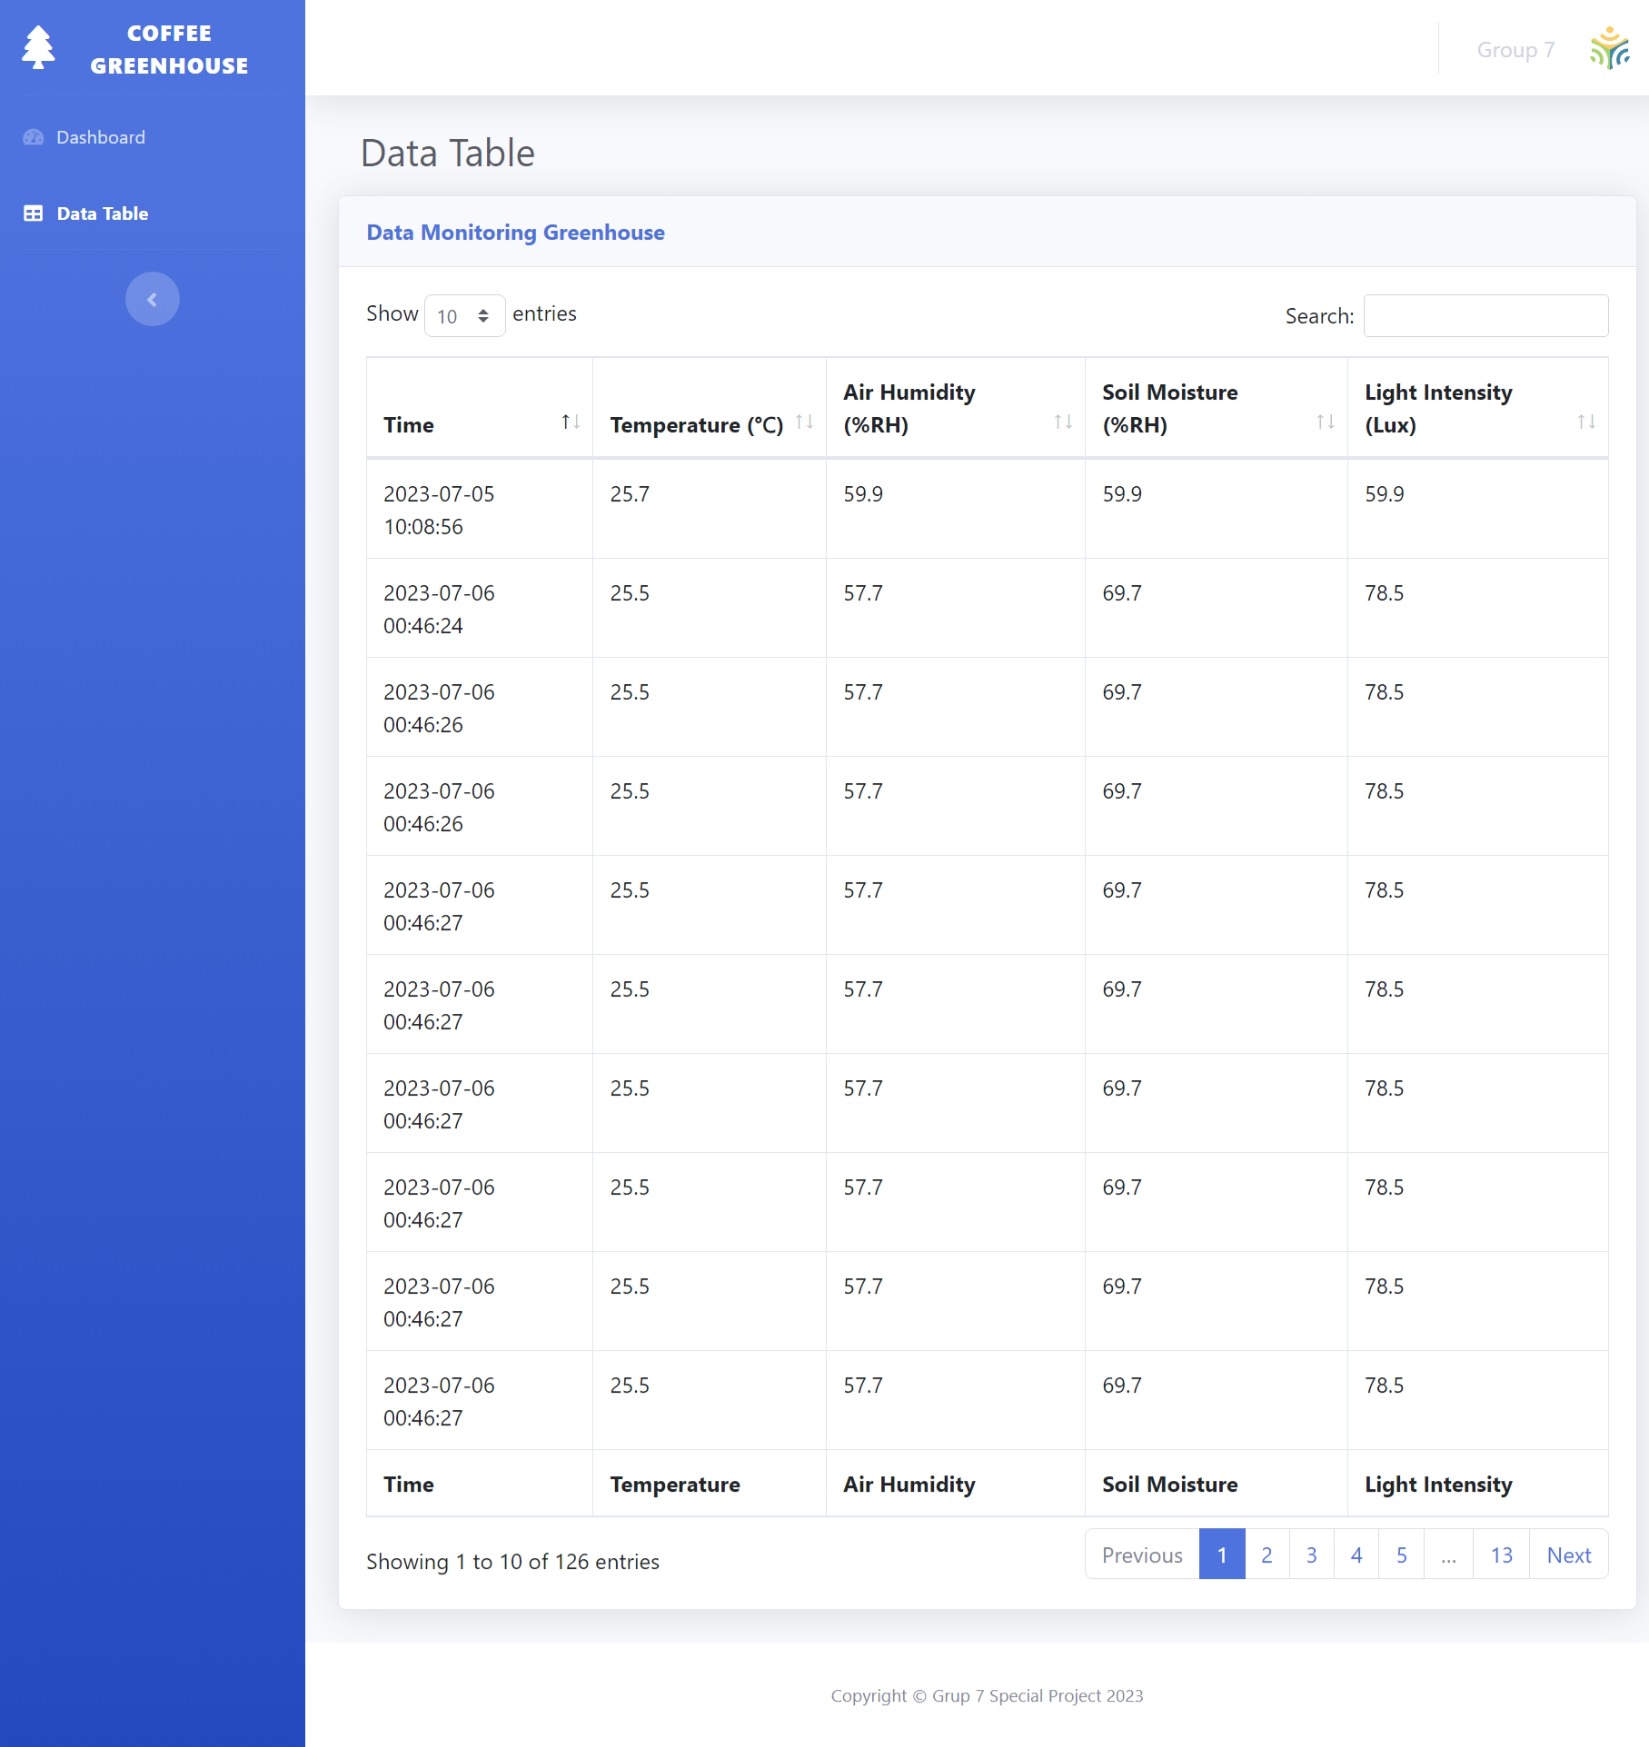 COFFEE
GREENHOUSE
Group 7
Dashboard
Data Table
Data Table
Data Monitoring Greenhouse
Show 10 entries
Search:
Time Temperature (°C) Air Humidity (%RH) Soil Moisture (%RH) Light Intensity (Lux)
2023-07-05 10:08:56 25.7 59.9 59.9 59.9
2023-07-06 00:46:24 25.5 57.7 69.7 78.5
2023-07-06 00:46:26 25.5 57.7 69.7 78.5
2023-07-06 00:46:26 25.5 57.7 69.7 78.5
2023-07-06 00:46:27 25.5 57.7 69.7 78.5
2023-07-06 00:46:27 25.5 57.7 69.7 78.5
2023-07-06 00:46:27 25.5 57.7 69.7 78.5
2023-07-06 00:46:27 25.5 57.7 69.7 78.5
2023-07-06 00:46:27 25.5 57.7 69.7 78.5
2023-07-06 00:46:27 25.5 57.7 69.7 78.5
Time Temperature Air Humidity Soil Moisture Light Intensity
Showing 1 to 10 of 126 entries
Previous 1 2 3 4 5 ... 13 Next
Copyright © Grup 7 Special Project 2023